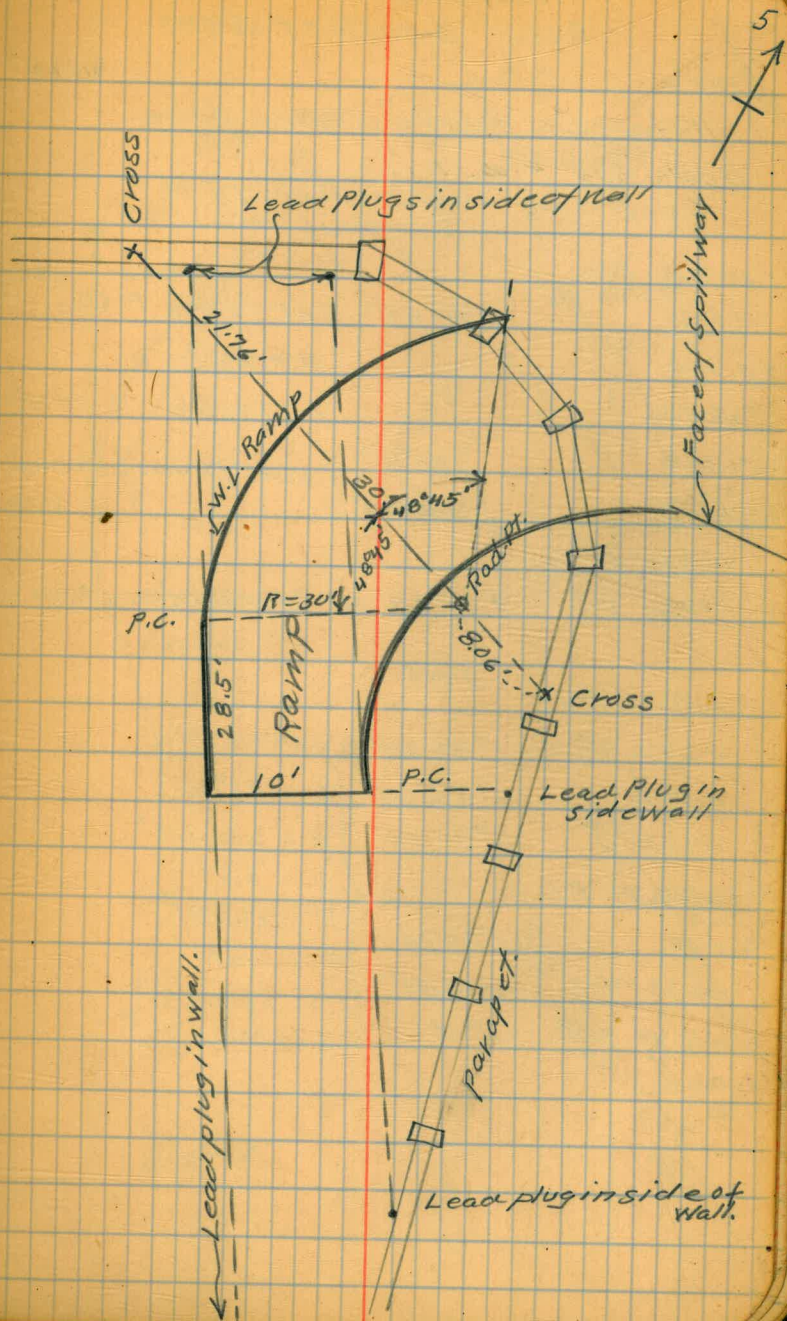 5
Cross
Lead Plugs in side of Wall
21.76'
Face of Spillway
W.L. Ramp
30
48°45'
48°45'
Rad. Pt.
R=30'
P.C.
8.06'
28.5'
Ramp
Cross
10'
P.C.
Lead Plug in
side Wall
Parapet.
Lead plug in wall.
Lead plug in side of
Wall.